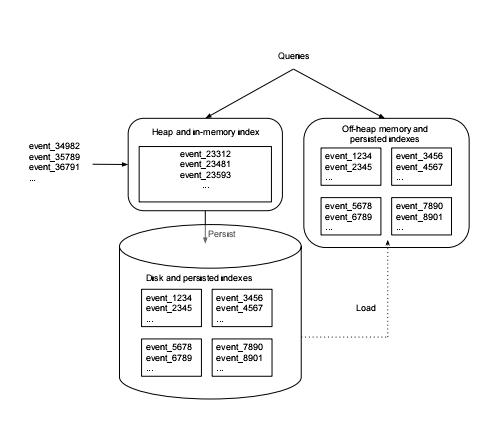 Queries
Heap and in-memory index
event_23312
event_23481
event_23593
...
Off-heap memory and
persisted indexes
event_1234
event_2345
...
event_3456
event_4567
...
event_5678
event_6789
...
event_7890
event_8901
...
event_34982
event_35789
event_36791
...
Persist
Disk and persisted indexes
event_1234
event_2345
...
event_3456
event_4567
...
event_5678
event_6789
...
event_7890
event_8901
...
Load